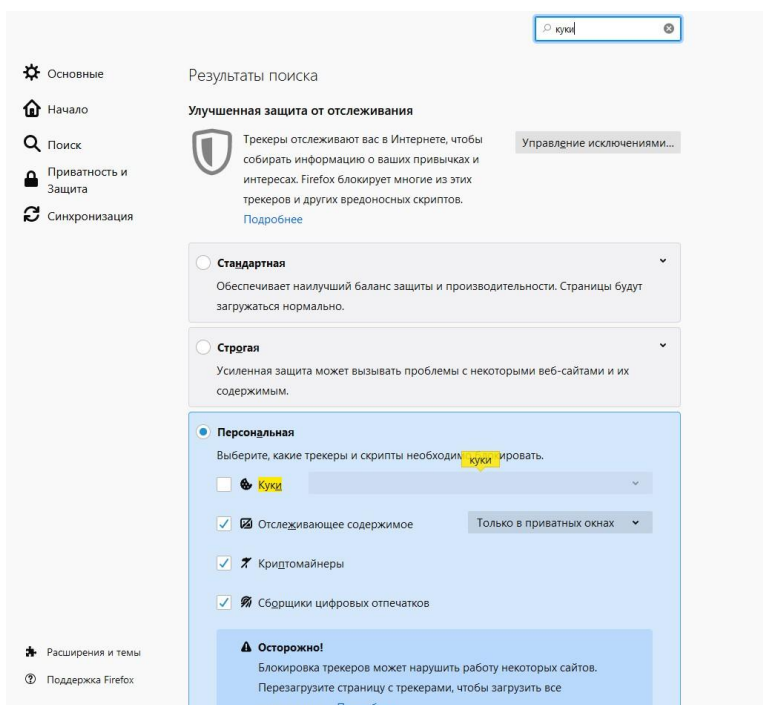 куки
Основные
Начало
Поиск
Приватность и
Защита
Синхронизация
Расширения и темы
Поддержка Firefox
Результаты поиска
Улучшенная защита от отслеживания
Трекеры отслеживают вас в Интернете, чтобы
собирать информацию о ваших привычках и
интересах. Firefox блокирует многие из этих
трекеров и других вредоносных скриптов.
Подробнее
Управление исключениями...
Стандартная
Обеспечивает наилучший баланс защиты и производительности. Страницы будут
загружаться нормально.
Строгая
Усиленная защита может вызывать проблемы с некоторыми веб-сайтами и их
содержимым.
Персональная
Выберите, какие трекеры и скрипты необходимо блокировать.
куки
Куки
Отслеживающее содержимое
Только в приватных окнах
Криптомайнеры
Сборщики цифровых отпечатков
Осторожно!
Блокировка трекеров может нарушить работу некоторых сайтов.
Перезагрузите страницу с трекерами, чтобы загрузить все